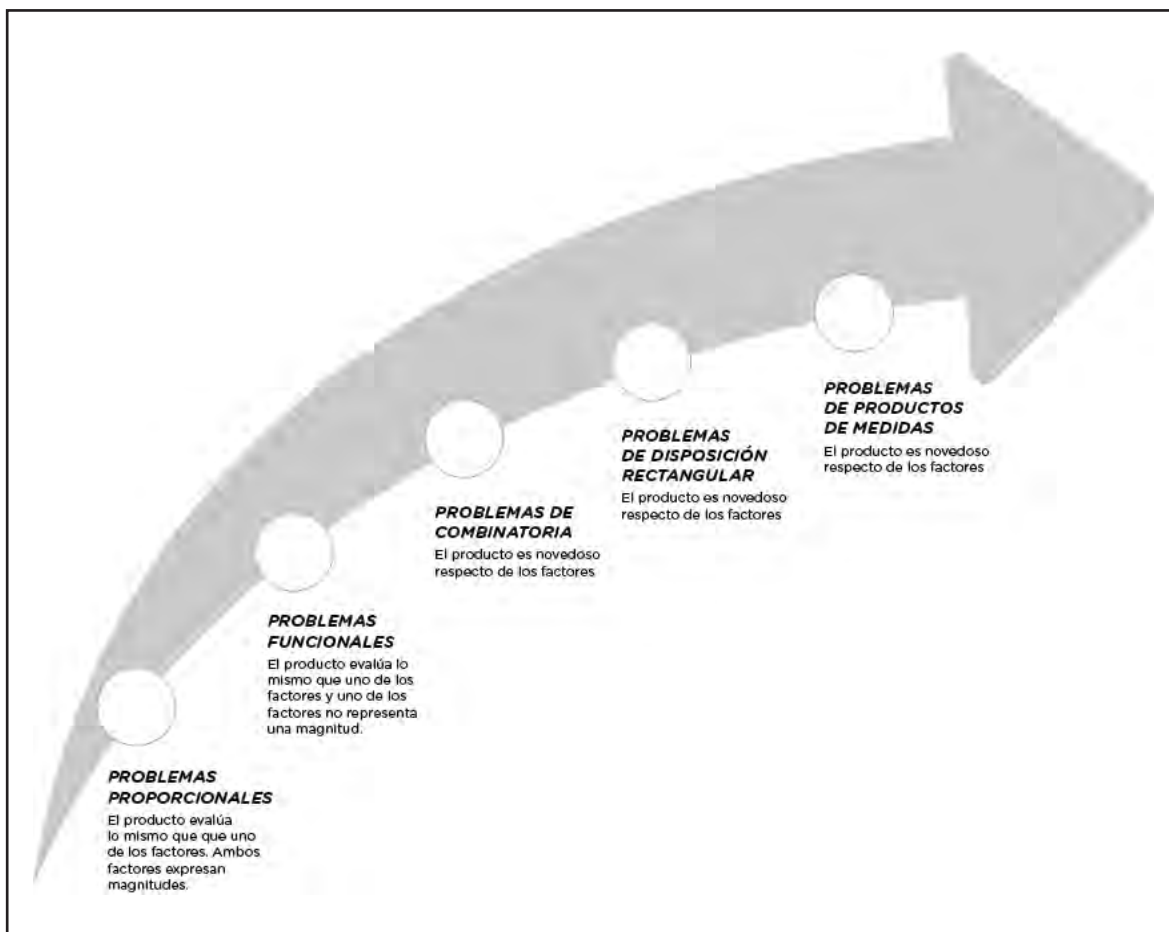 PROBLEMAS
DE PRODUCTOS
DE MEDIDAS
El producto es novedoso
respecto de los factores
PROBLEMAS
DE DISPOSICIÓN
RECTANGULAR
El producto es novedoso
respecto de los factores
PROBLEMAS DE
COMBINATORIA
El producto es novedoso
respecto de los factores
PROBLEMAS
FUNCIONALES
El producto evalúa lo
mismo que uno de los
factores y uno de los
factores no representa
una magnitud.
PROBLEMAS
PROPORCIONALES
El producto evalúa
lo mismo que que uno
de los factores. Ambos
factores expresan
magnitudes.